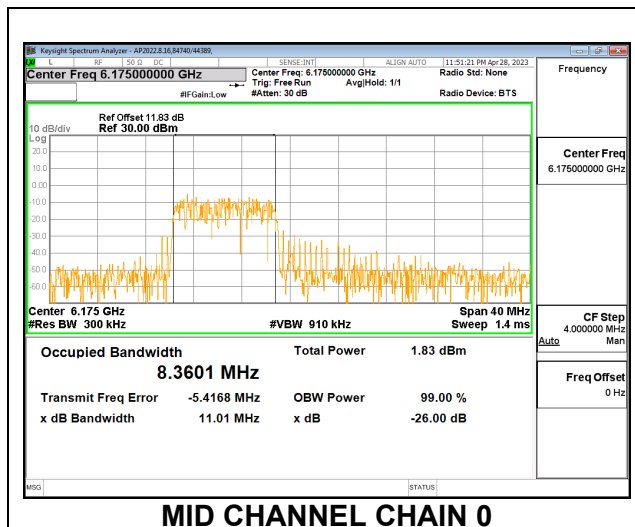 Keysight Spectrum Analyzer - AP2022.8.16,84740/44389,
L RF 50 Ω DC SENSE:INT ALIGN AUTO 11:51:21 PM Apr 28, 2023
Center Freq 6.175000000 GHz
Center Freq: 6.175000000 GHz
Radio Std: None
Trig: Free Run Avg|Hold: 1/1
#IFGain:Low #Atten: 30 dB Radio Device: BTS
Frequency
Ref Offset 11.83 dB
10 dB/div Ref 30.00 dBm
Log
20.0
10.0
0.00
-10.0
-20.0
-30.0
-40.0
-50.0
-60.0
Center 6.175 GHz Span 40 MHz
#Res BW 300 kHz #VBW 910 kHz Sweep 1.4 ms
Occupied Bandwidth Total Power 1.83 dBm
8.3601 MHz
Transmit Freq Error -5.4168 MHz OBW Power 99.00 %
x dB Bandwidth 11.01 MHz x dB -26.00 dB
Center Freq
6.175000000 GHz
CF Step
4.000000 MHz
Auto Man
Freq Offset
0 Hz
MSG STATUS
MID CHANNEL CHAIN 0